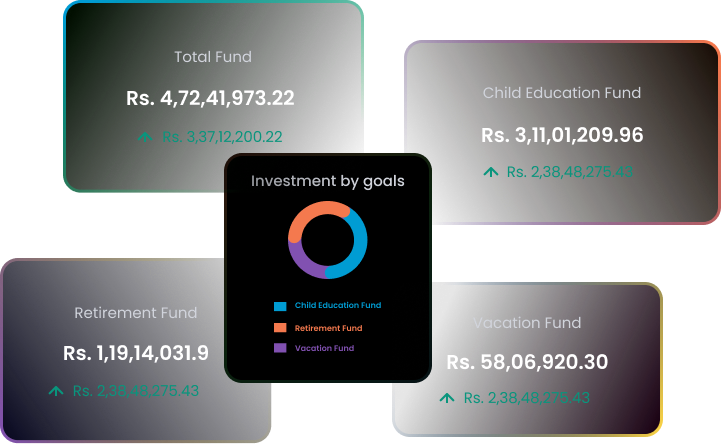 Total Fund
Rs. 4,72,41,973.22
Rs. 3,37,12,200.22
Child Education Fund
Rs. 3,11,01,209.96
Rs. 2,38,48,275.43
Investment by goals
Child Education Fund
Retirement Fund
Vacation Fund
Retirement Fund
Rs. 1,19,14,031.9
Rs. 2,38,48,275.43
Vacation Fund
Rs. 58,06,920.30
Rs. 2,38,48,275.43